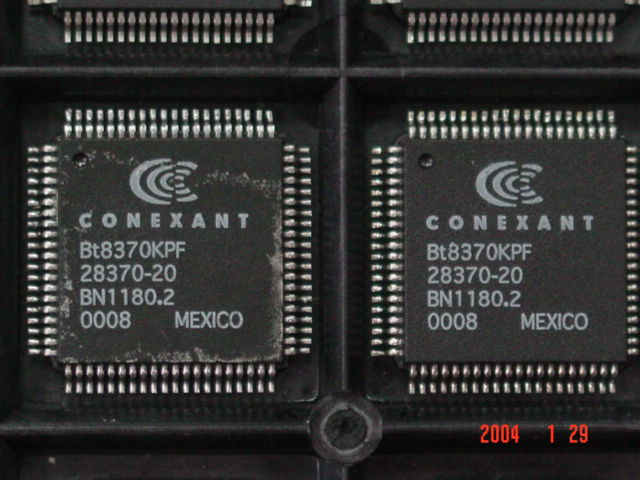 CONEXANT
Bt8370KPF
28370-20
BN1180.2
0008 MEXICO
CONEXANT
Bt8370KPF
28370-20
BN1180.2
0008 MEXICO
2004 1 29